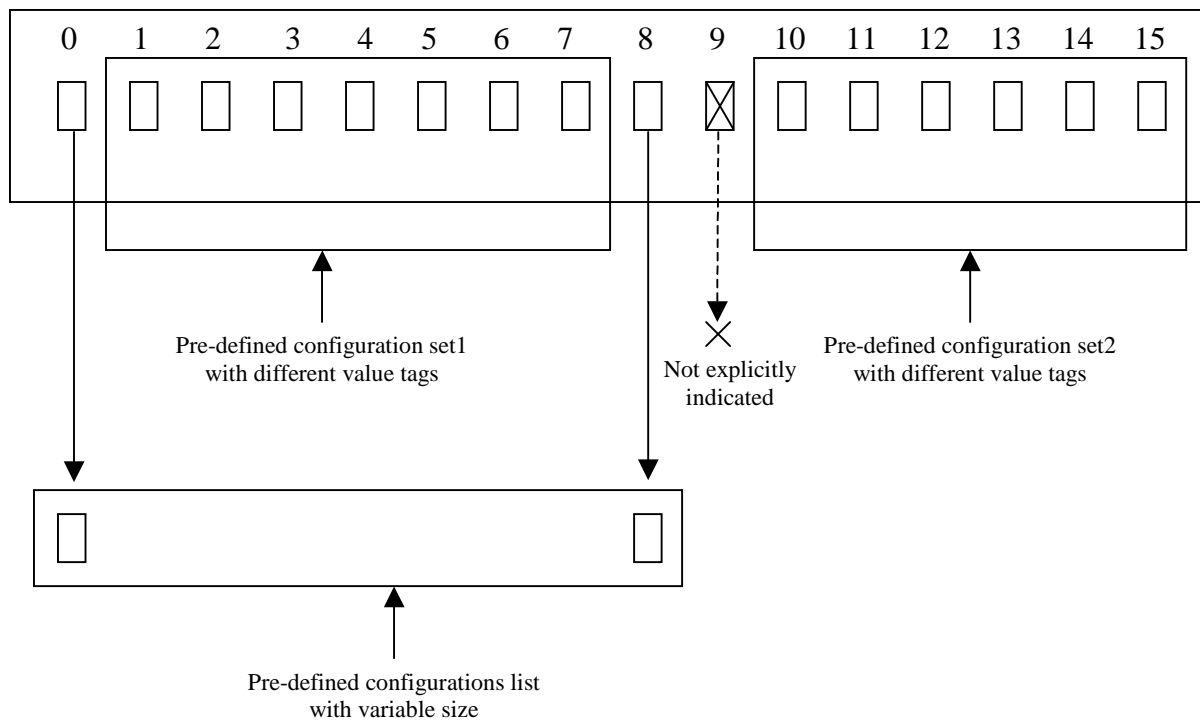 0 1 2 3 4 5 6 7 8 9 10 11 12 13 14 15
Pre-defined configuration set1
with different value tags
Not explicitly
indicated
Pre-defined configuration set2
with different value tags
Pre-defined configurations list
with variable size